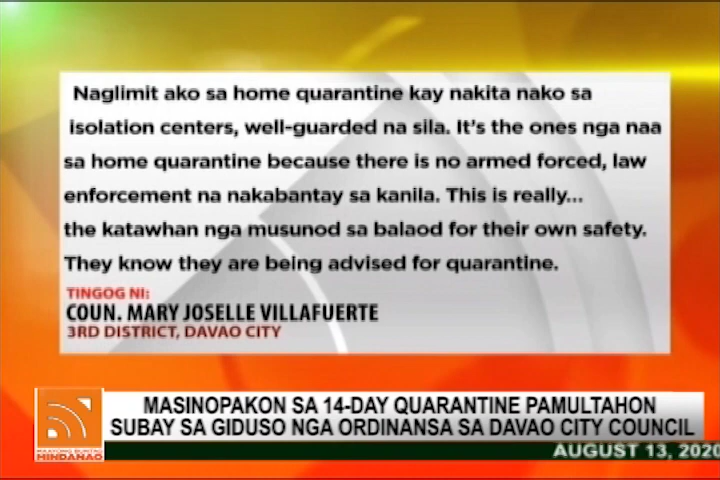 Naglimit ako sa home quarantine kay nakita nako sa
isolation centers, well-guarded na sila. It's the ones nga naa
sa home quarantine because there is no armed forced, law
enforcement na nakabantay sa kanila. This is really...
the katawhan nga musunod sa balaod for their own safety.
They know they are being advised for quarantine.
TINGOG NI:
COUN. MARY JOSELLE VILLAFUERTE
3RD DISTRICT, DAVAO CITY
MASINOPAKON SA 14-DAY QUARANTINE PAMULTAHON
SUBAY SA GIDUSO NGA ORDINANSA SA DAVAO CITY COUNCIL
MAAYONG BUNTAG
MINDANAO
AUGUST 13, 2020